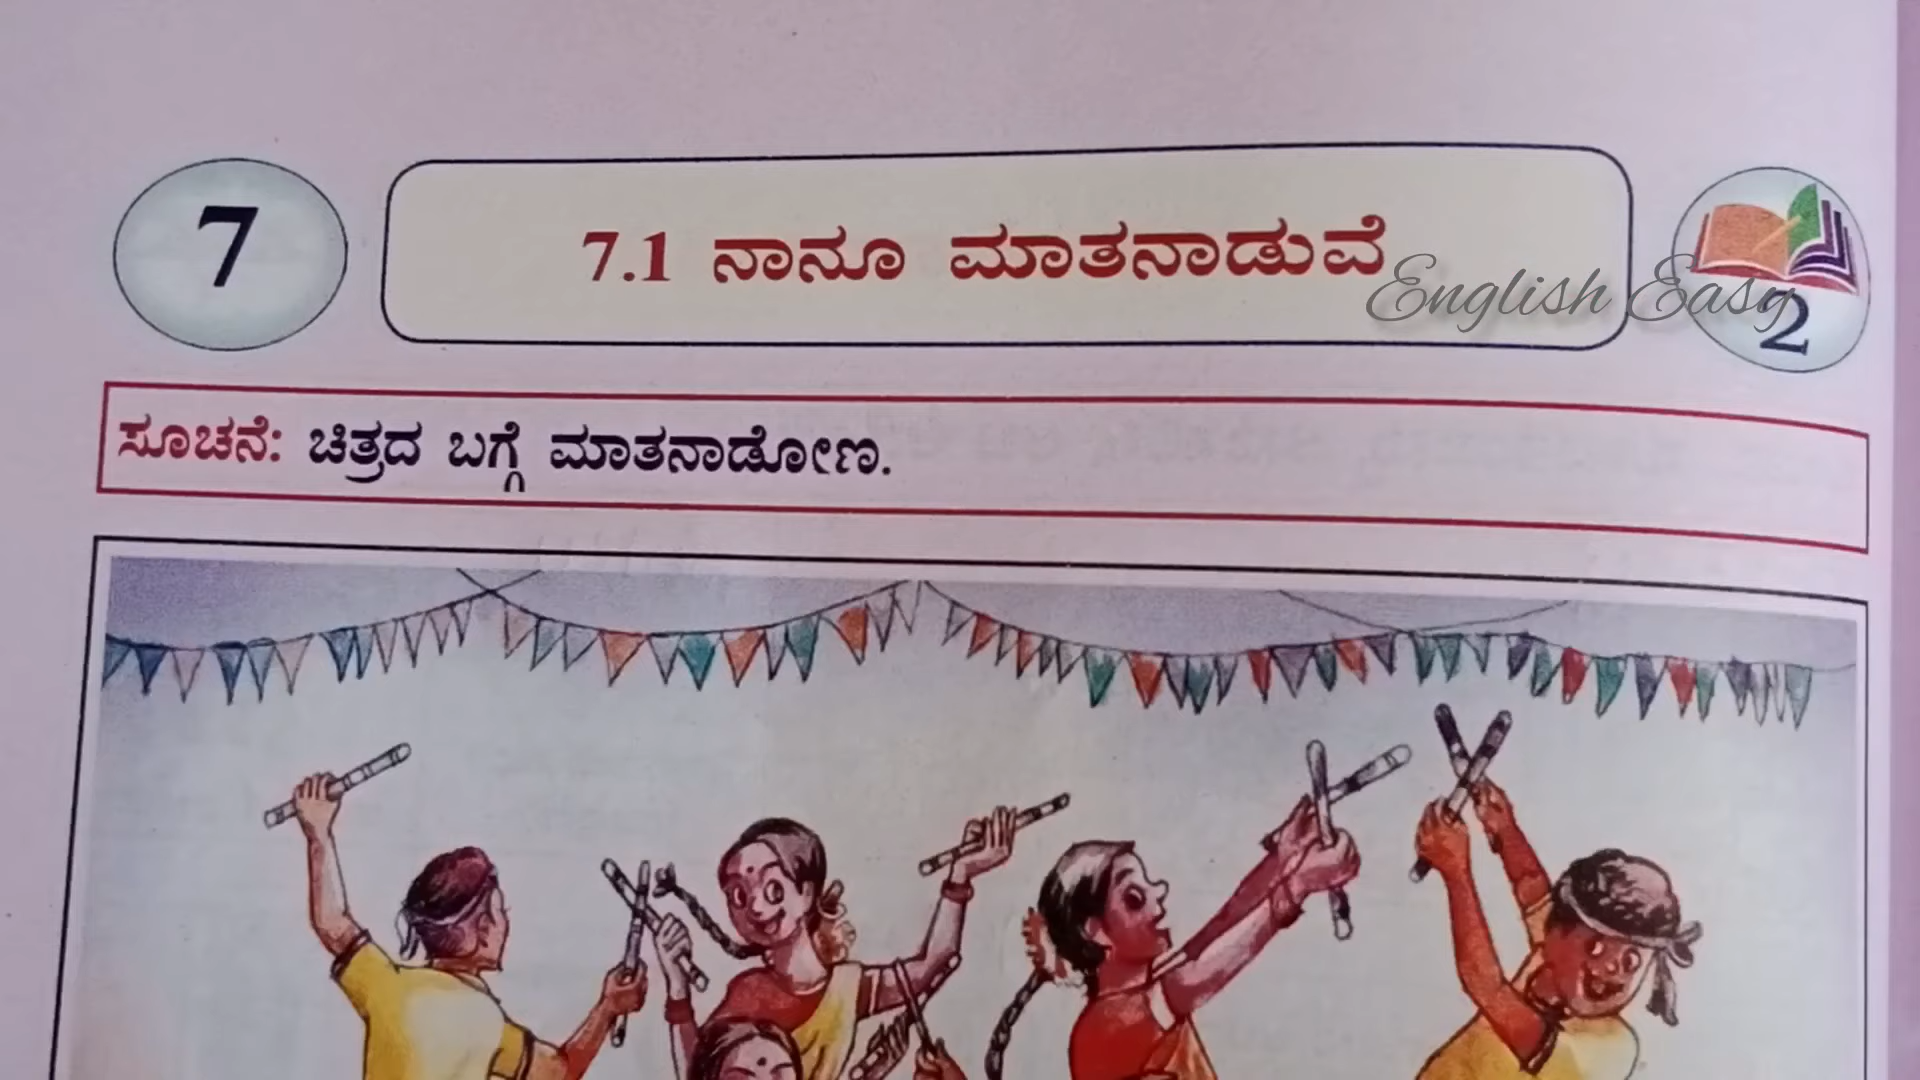 7
7.1 ನಾನೂ ಮಾತನಾಡುವೆ
English Easy
2
ಸೂಚನೆ: ಚಿತ್ರದ ಬಗ್ಗೆ ಮಾತನಾಡೋಣ.